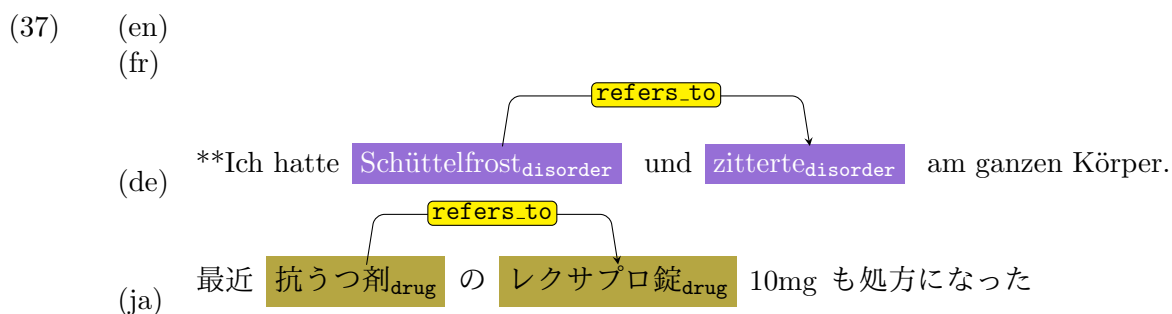 (37) (en)
(fr)
refers_to
(de) **Ich hatte Schüttelfrost disorder und zitterte disorder am ganzen Körper.
refers_to
(ja) 最近 抗うつ剤 drug の レクサプロ錠 drug 10mg も処方になった